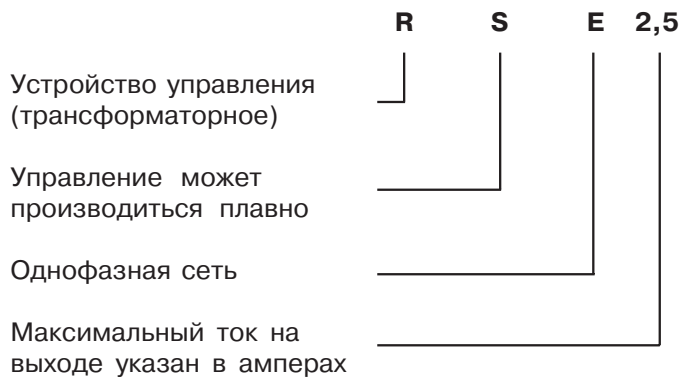 R S E 2,5
Устройство управления
(трансформаторное)
Управление может
производиться плавно
Однофазная сеть
Максимальный ток на
выходе указан в амперах